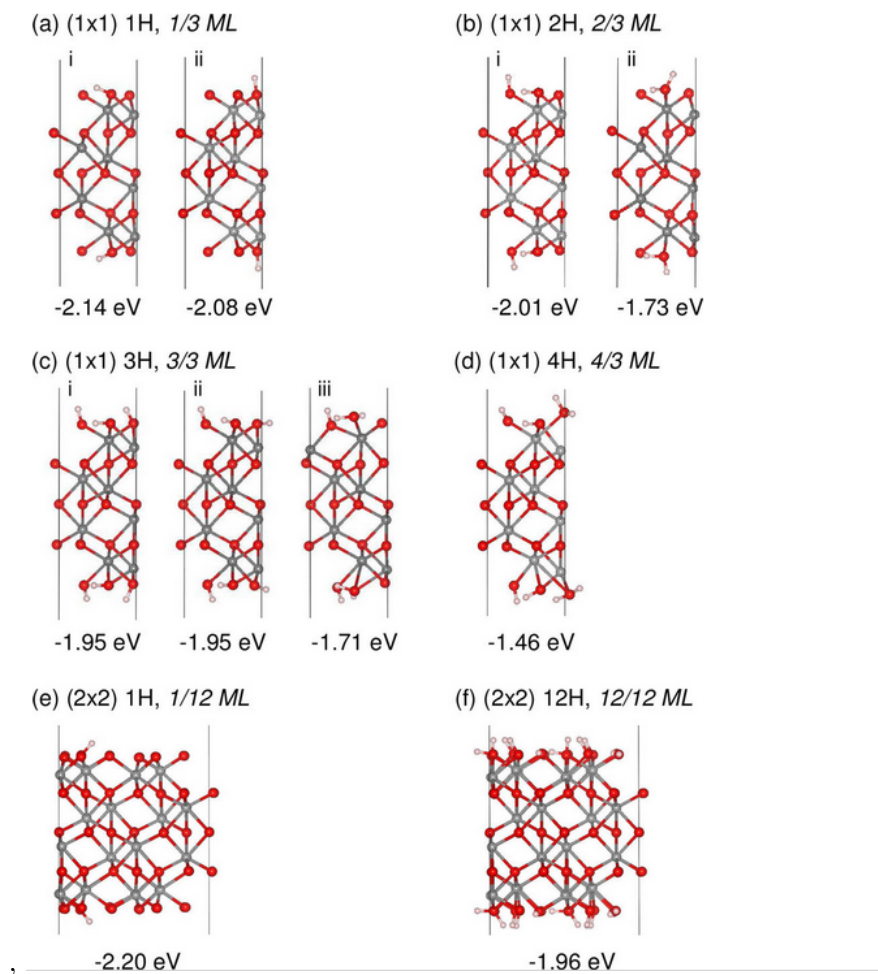 (a) (1x1) 1H, 1/3 ML
(b) (1x1) 2H, 2/3 ML
i
ii
i
ii
-2.14 eV
-2.08 eV
-2.01 eV
-1.73 eV
(c) (1x1) 3H, 3/3 ML
(d) (1x1) 4H, 4/3 ML
i
ii
iii
-1.95 eV
-1.95 eV
-1.71 eV
-1.46 eV
(e) (2x2) 1H, 1/12 ML
(f) (2x2) 12H, 12/12 ML
-2.20 eV
-1.96 eV
,